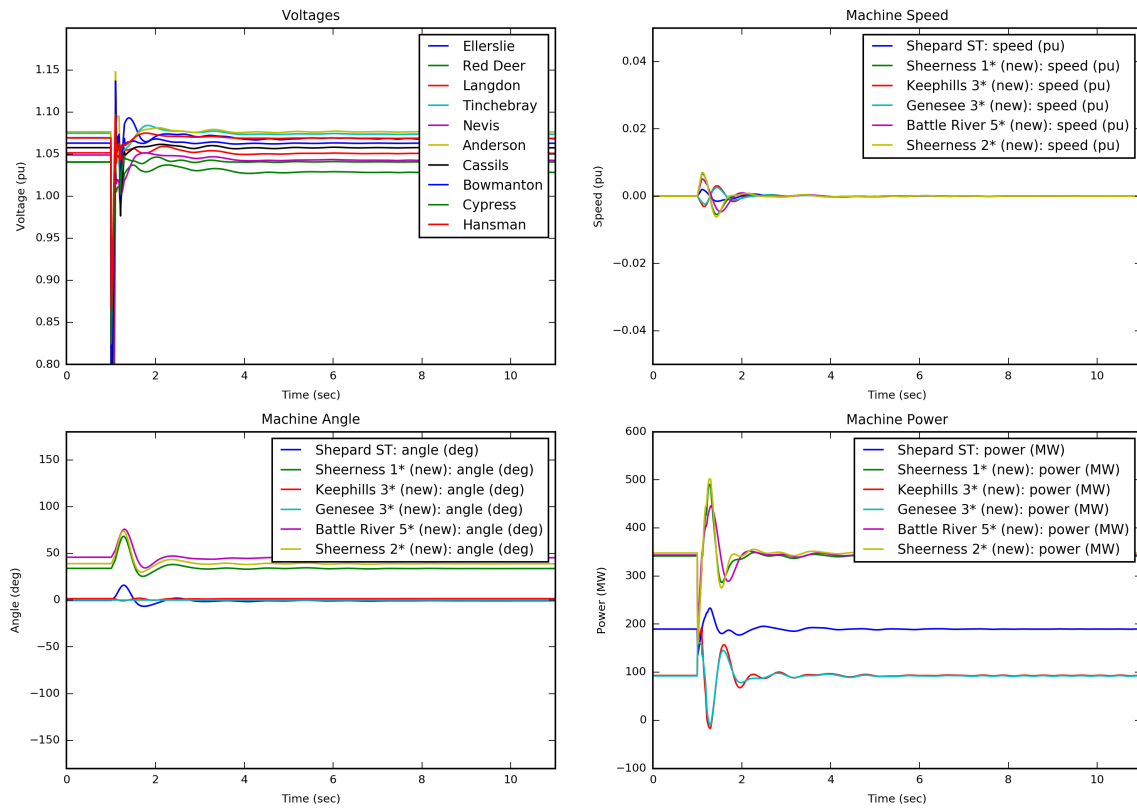 Voltages
Voltage (pu)
1.15
1.10
1.05
1.00
0.95
0.90
0.85
0.80
Ellerslie
Red Deer
Langdon
Tinchebray
Nevis
Anderson
Cassils
Bowmanton
Cypress
Hansman
0 2 4 6 8 10
Time (sec)
Machine Speed
Speed (pu)
0.04
0.02
0.00
−0.02
−0.04
Shepard ST: speed (pu)
Sheerness 1* (new): speed (pu)
Keephills 3* (new): speed (pu)
Genesee 3* (new): speed (pu)
Battle River 5* (new): speed (pu)
Sheerness 2* (new): speed (pu)
0 2 4 6 8 10
Time (sec)
Machine Angle
Angle (deg)
150
100
50
0
−50
−100
−150
Shepard ST: angle (deg)
Sheerness 1* (new): angle (deg)
Keephills 3* (new): angle (deg)
Genesee 3* (new): angle (deg)
Battle River 5* (new): angle (deg)
Sheerness 2* (new): angle (deg)
0 2 4 6 8 10
Time (sec)
Machine Power
Power (MW)
600
500
400
300
200
100
0
−100
Shepard ST: power (MW)
Sheerness 1* (new): power (MW)
Keephills 3* (new): power (MW)
Genesee 3* (new): power (MW)
Battle River 5* (new): power (MW)
Sheerness 2* (new): power (MW)
0 2 4 6 8 10
Time (sec)